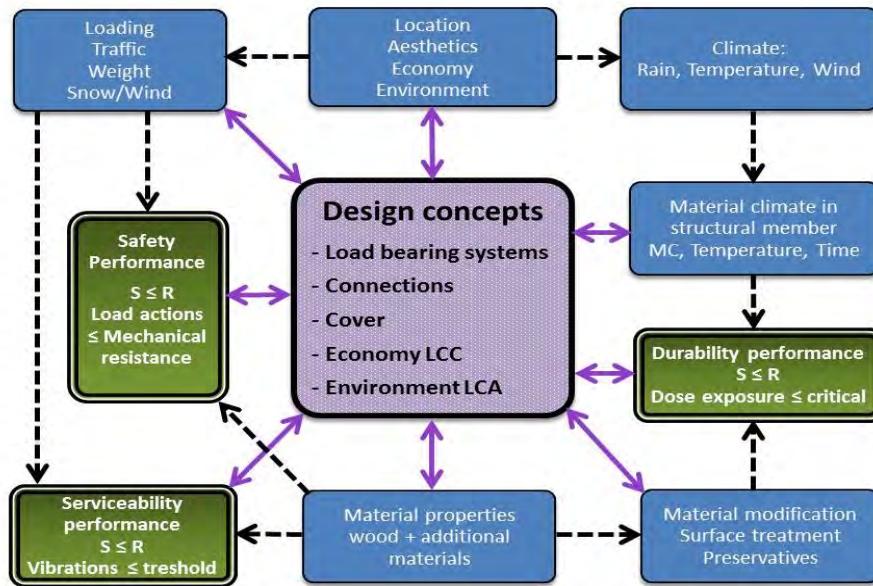 Loading
Traffic
Weight
Snow/Wind
Location
Aesthetics
Economy
Environment
Climate:
Rain, Temperature, Wind
Safety
Performance
S ≤ R
Load actions
≤ Mechanical
resistance
Design concepts
- Load bearing systems
- Connections
- Cover
- Economy LCC
- Environment LCA
Material climate in
structural member
MC, Temperature, Time
Durability performance
S ≤ R
Dose exposure ≤ critical
Serviceability
performance
S ≤ R
Vibrations ≤ treshold
Material properties
wood + additional
materials
Material modification
Surface treatment
Preservatives